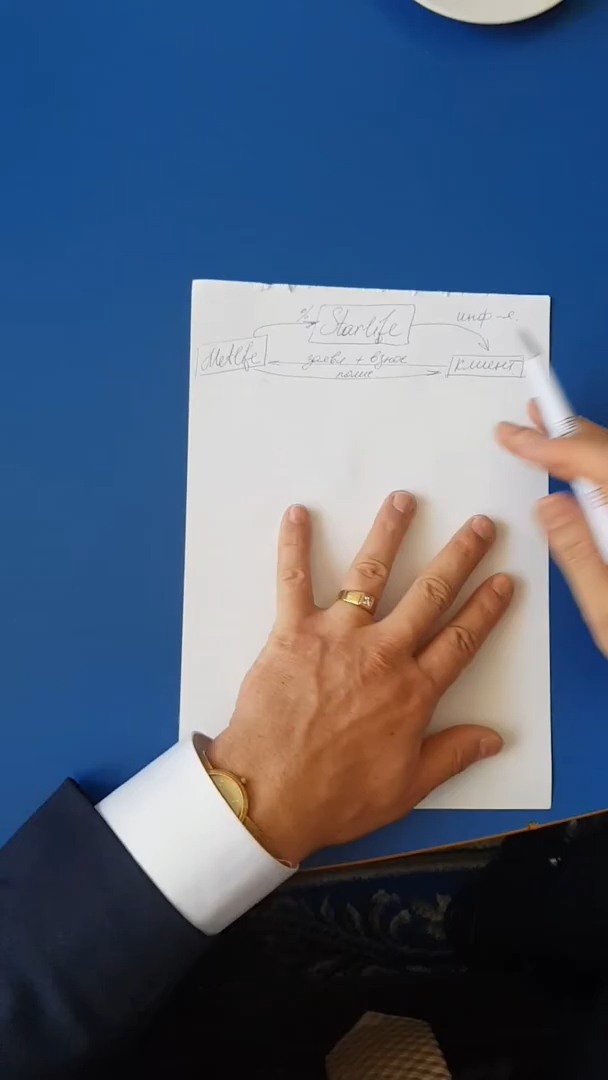 % Starlife инф-я.
Metlife заявл + взнос клиент
полис